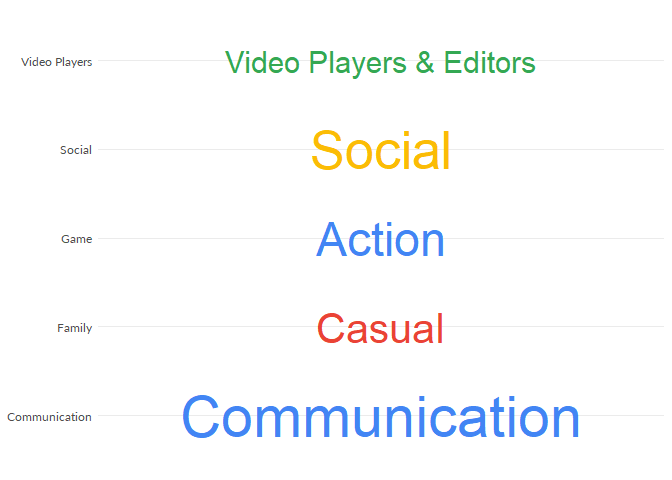 Video Players Video Players & Editors
Social Social
Game Action
Family Casual
Communication Communication